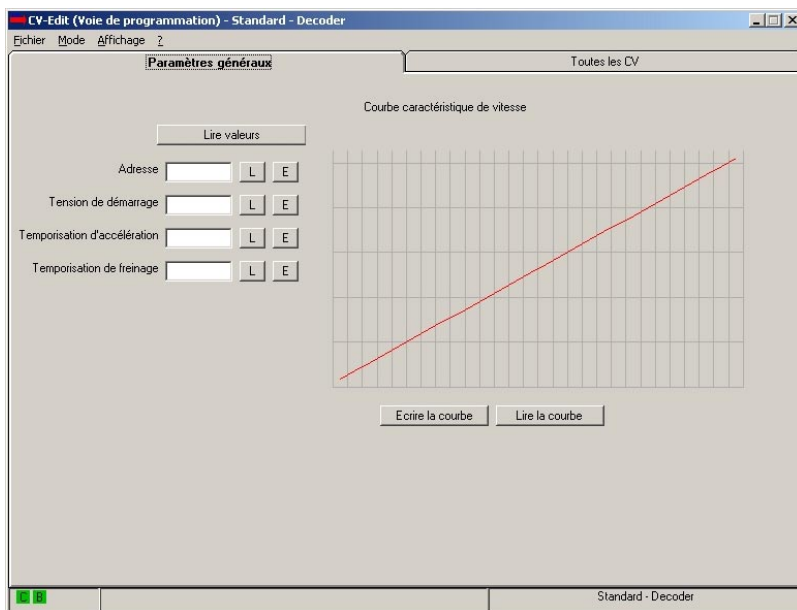 CV-Edit (Voie de programmation) - Standard - Decoder
Fichier Mode Affichage ?
Paramètres généraux Toutes les CV
Courbe caractéristique de vitesse
Lire valeurs
Adresse L E
Tension de démarrage L E
Temporisation d'accélération L E
Temporisation de freinage L E
Ecrire la courbe Lire la courbe
C B Standard - Decoder